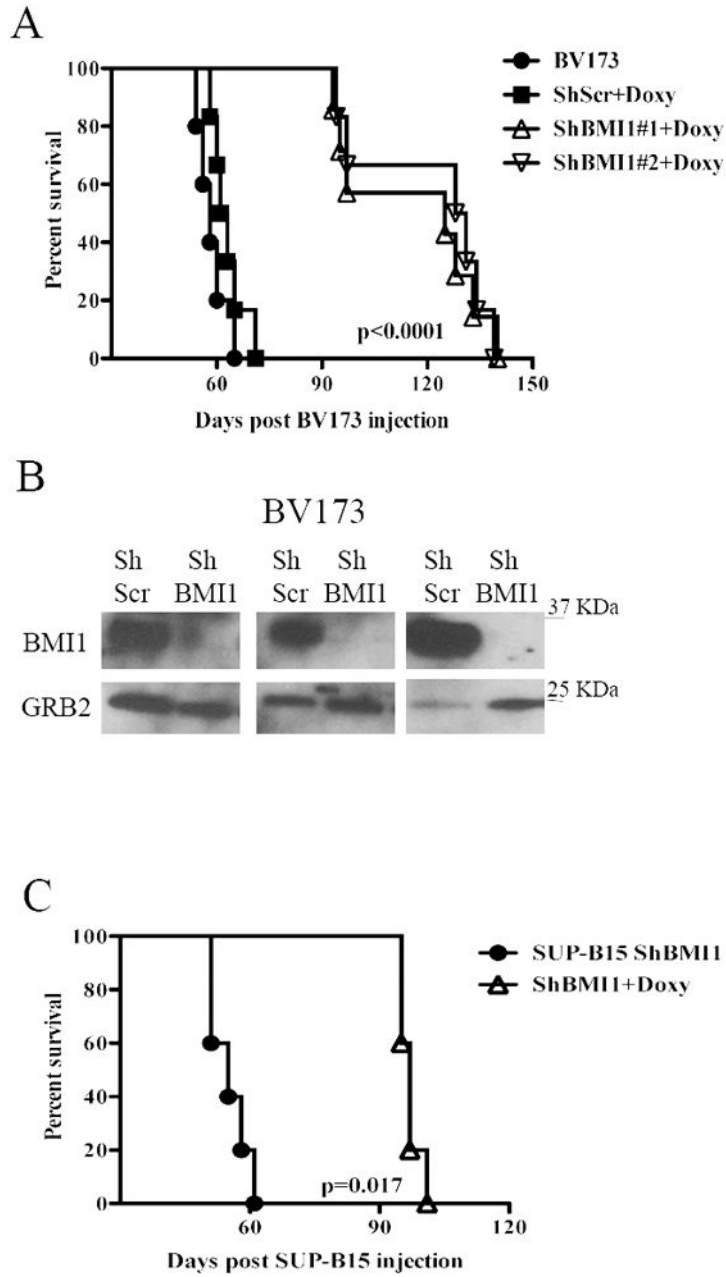 A
100
80
60
40
20
0
Percent survival
60 90 120 150
Days post BV173 injection
p<0.0001
BV173
ShScr+Doxy
ShBMI1#1+Doxy
ShBMI1#2+Doxy
B
BV173
Sh Sh Sh Sh Sh Sh
Scr BMI1 Scr BMI1 Scr BMI1
37 KDa
BMI1
25 KDa
GRB2
C
100
80
60
40
20
0
Percent survival
60 90 120
Days post SUP-B15 injection
p=0.017
SUP-B15 ShBMI1
ShBMI1+Doxy